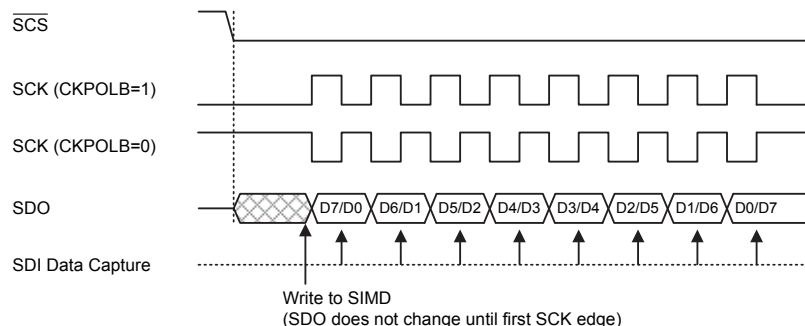 SCS
SCK (CKPOLB=1)
SCK (CKPOLB=0)
SDO
D7/D0 D6/D1 D5/D2 D4/D3 D3/D4 D2/D5 D1/D6 D0/D7
SDI Data Capture
Write to SIMD
(SDO does not change until first SCK edge)